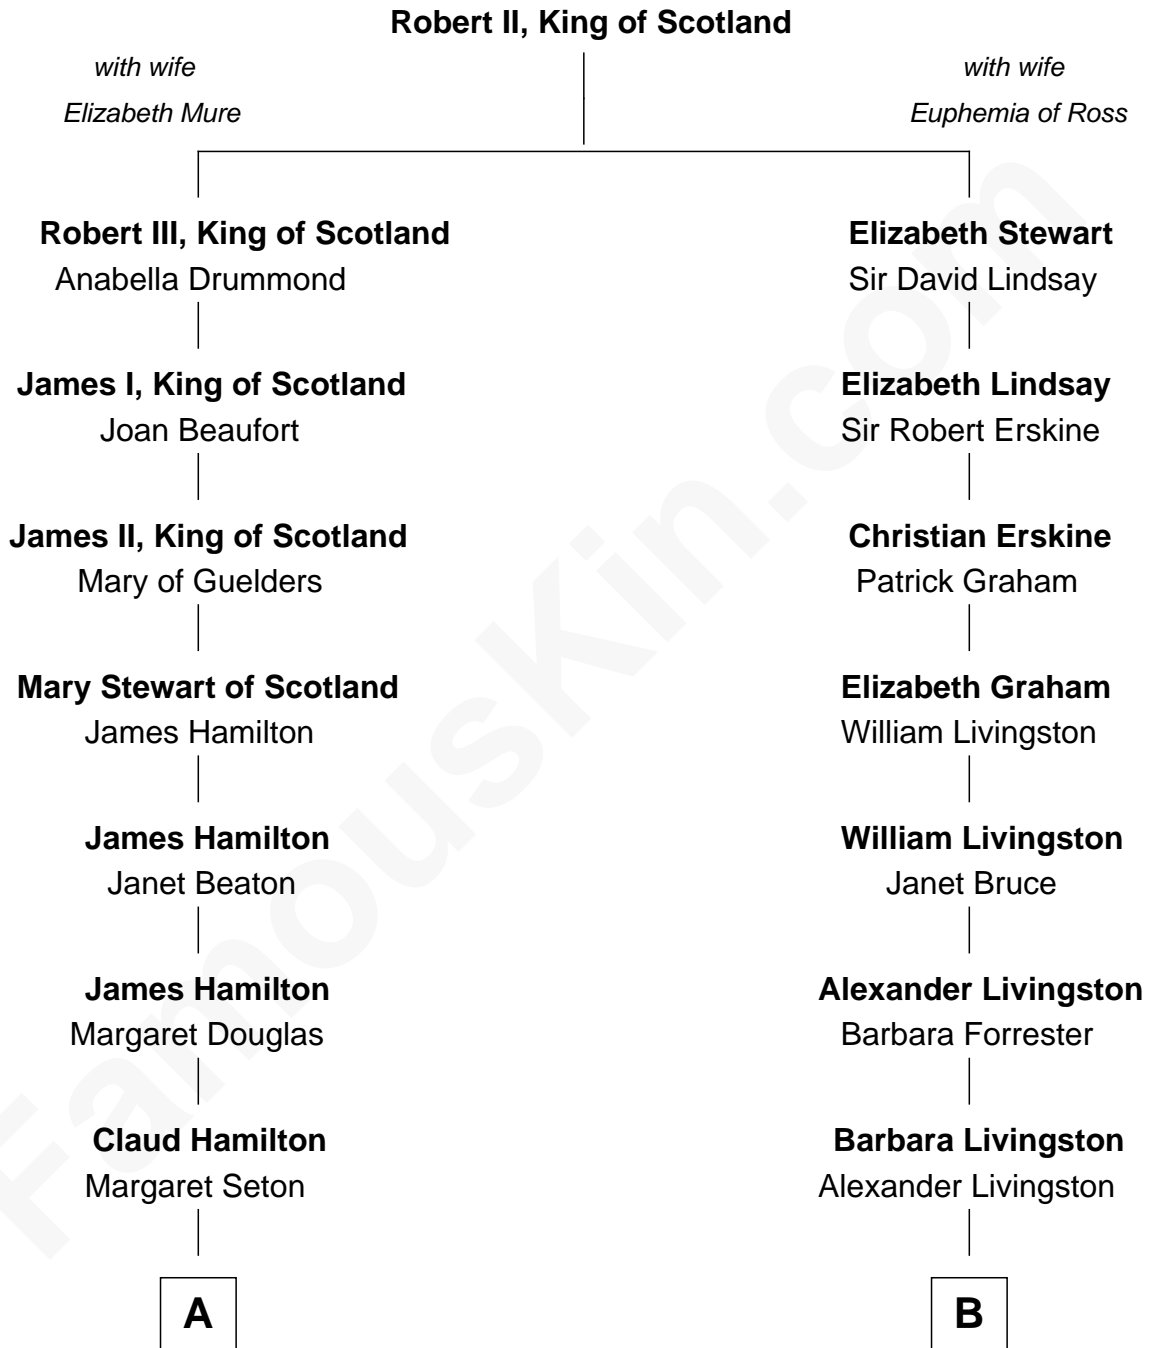 Robert II, King of Scotland
with wife
Elizabeth Mure
with wife
Euphemia of Ross
Robert III, King of Scotland
Anabella Drummond
Elizabeth Stewart
Sir David Lindsay
James I, King of Scotland
Joan Beaufort
Elizabeth Lindsay
Sir Robert Erskine
James II, King of Scotland
Mary of Guelders
Christian Erskine
Patrick Graham
Mary Stewart of Scotland
James Hamilton
Elizabeth Graham
William Livingston
James Hamilton
Janet Beaton
William Livingston
Janet Bruce
James Hamilton
Margaret Douglas
Alexander Livingston
Barbara Forrester
Claud Hamilton
Margaret Seton
Barbara Livingston
Alexander Livingston
A
B
FamousKin.com